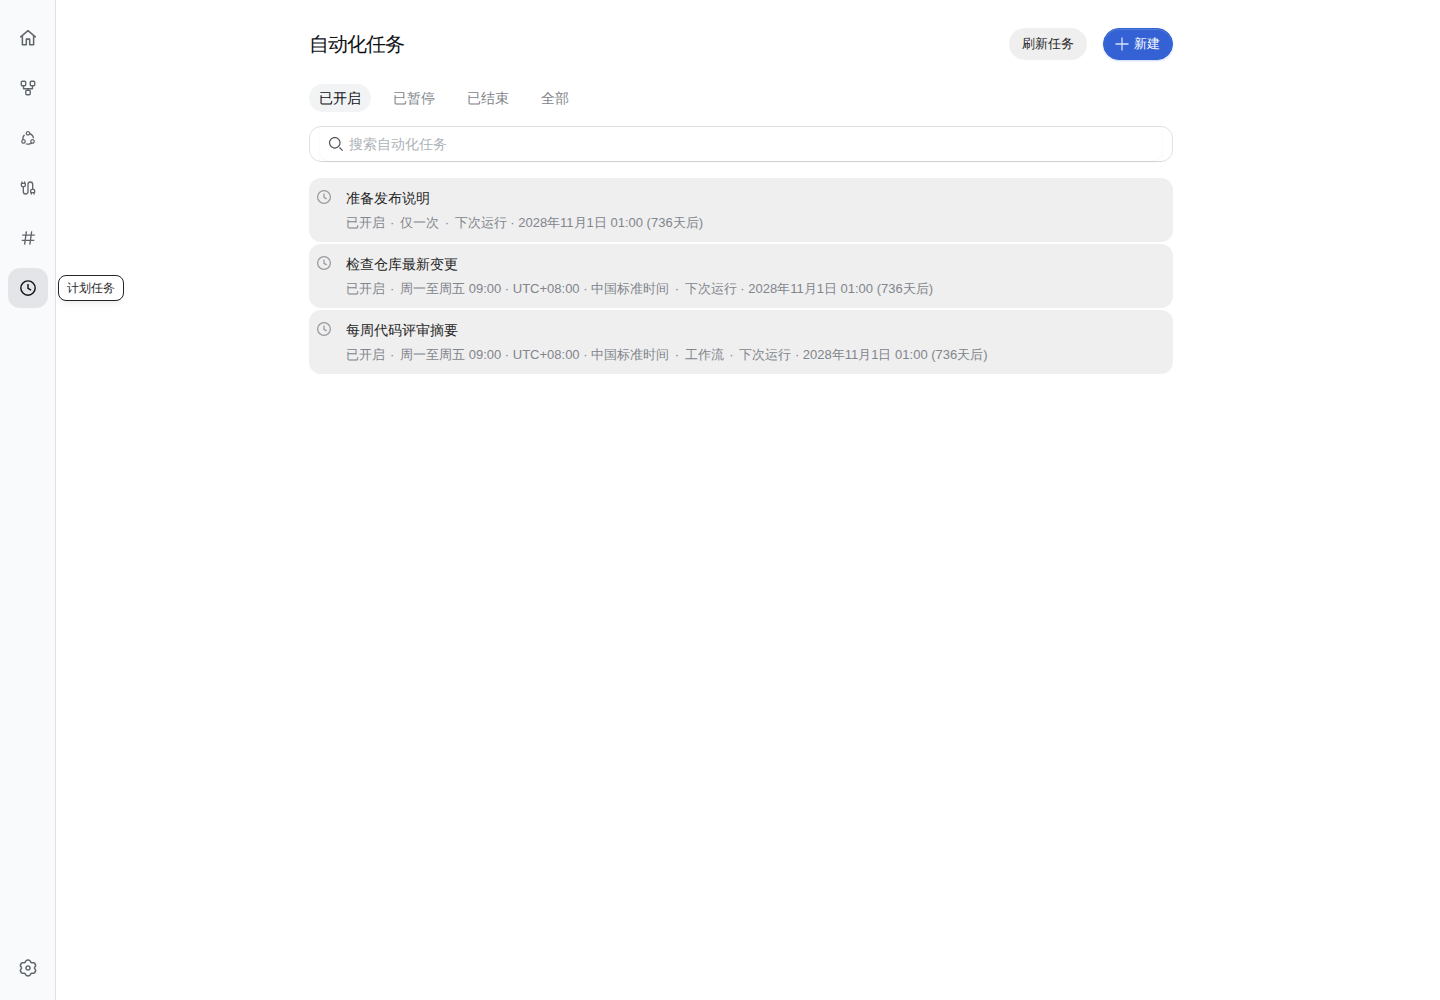 自动化任务
刷新任务
新建
已开启
已暂停
已结束
全部
搜索自动化任务
准备发布说明
已开启 · 仅一次 · 下次运行 · 2028年11月1日 01:00 (736天后)
检查仓库最新变更
已开启 · 周一至周五 09:00 · UTC+08:00 · 中国标准时间 · 下次运行 · 2028年11月1日 01:00 (736天后)
计划任务
每周代码评审摘要
已开启 · 周一至周五 09:00 · UTC+08:00 · 中国标准时间 · 工作流 · 下次运行 · 2028年11月1日 01:00 (736天后)